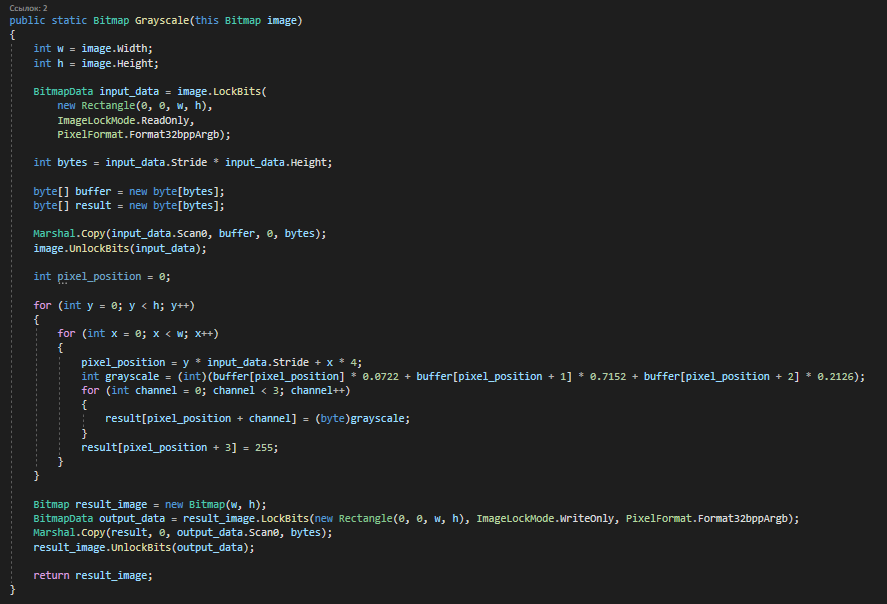 Ссылок: 2
public static Bitmap Grayscale(this Bitmap image)
{
    int w = image.Width;
    int h = image.Height;

    BitmapData input_data = image.LockBits(
        new Rectangle(0, 0, w, h),
        ImageLockMode.ReadOnly,
        PixelFormat.Format32bppArgb);

    int bytes = input_data.Stride * input_data.Height;

    byte[] buffer = new byte[bytes];
    byte[] result = new byte[bytes];

    Marshal.Copy(input_data.Scan0, buffer, 0, bytes);
    image.UnlockBits(input_data);

    int pixel_position = 0;

    for (int y = 0; y < h; y++)
    {
        for (int x = 0; x < w; x++)
        {
            pixel_position = y * input_data.Stride + x * 4;
            int grayscale = (int)(buffer[pixel_position] * 0.0722 + buffer[pixel_position + 1] * 0.7152 + buffer[pixel_position + 2] * 0.2126);
            for (int channel = 0; channel < 3; channel++)
            {
                result[pixel_position + channel] = (byte)grayscale;
            }
            result[pixel_position + 3] = 255;
        }
    }

    Bitmap result_image = new Bitmap(w, h);
    BitmapData output_data = result_image.LockBits(new Rectangle(0, 0, w, h), ImageLockMode.WriteOnly, PixelFormat.Format32bppArgb);
    Marshal.Copy(result, 0, output_data.Scan0, bytes);
    result_image.UnlockBits(output_data);

    return result_image;
}